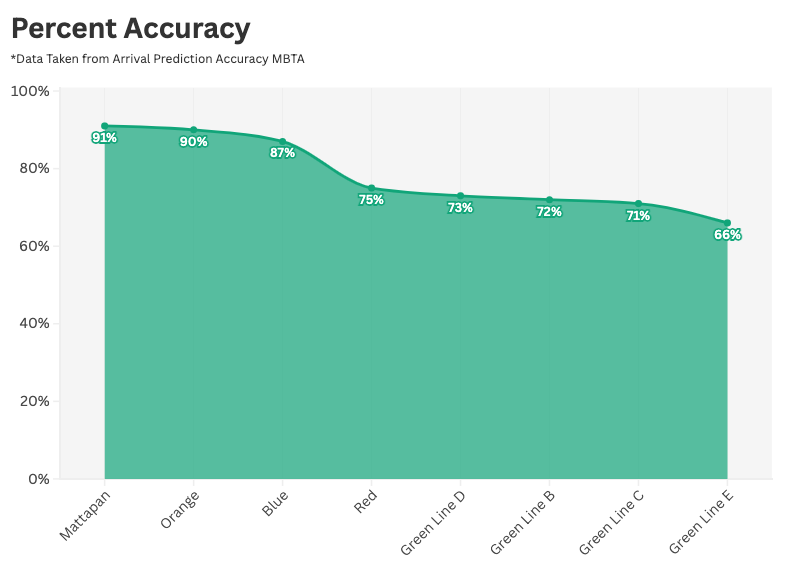 Percent Accuracy
*Data Taken from Arrival Prediction Accuracy MBTA
100%
80%
60%
40%
20%
0%
91%
90%
87%
75%
73%
72%
71%
66%
Mattapan
Orange
Blue
Red
Green Line D
Green Line B
Green Line C
Green Line E